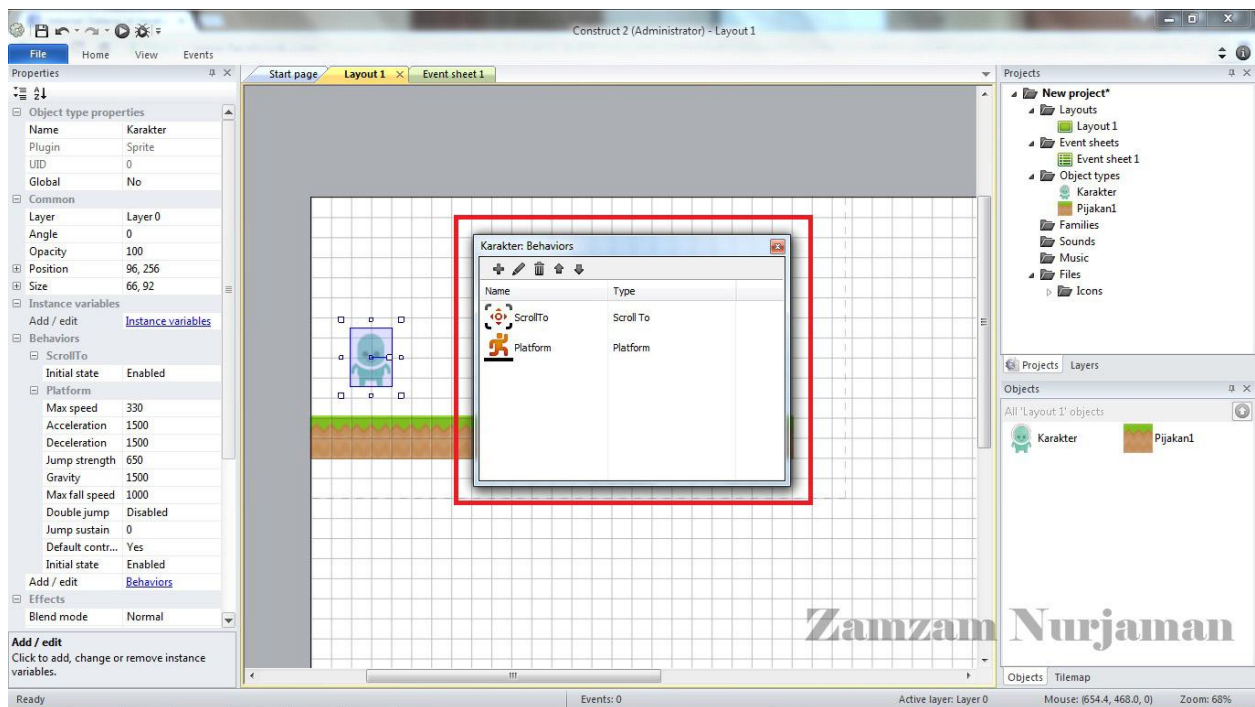 Construct 2 (Administrator) - Layout 1
File Home View Events
Properties
Object type properties
Name Karakter
Plugin Sprite
UID 0
Global No
Common
Layer Layer 0
Angle 0
Opacity 100
Position 96, 256
Size 66, 92
Instance variables
Add / edit Instance variables
Behaviors
ScrollTo
Initial state Enabled
Platform
Max speed 330
Acceleration 1500
Deceleration 1500
Jump strength 650
Gravity 1500
Max fall speed 1000
Double jump Disabled
Jump sustain 0
Default contr... Yes
Initial state Enabled
Add / edit Behaviors
Effects
Blend mode Normal
Add / edit
Click to add, change or remove instance
variables.
Start page Layout 1 Event sheet 1
Karakter: Behaviors
Name Type
ScrollTo Scroll To
Platform Platform
Projects
New project*
Layouts
Layout 1
Event sheets
Event sheet 1
Object types
Karakter
Pijakan1
Families
Sounds
Music
Files
Icons
Projects Layers
Objects
All 'Layout 1' objects
Karakter Pijakan1
Zamzam Nurjaman
Objects Tilemap
Ready Events: 0 Active layer: Layer 0 Mouse: (654.4, 468.0, 0) Zoom: 68%